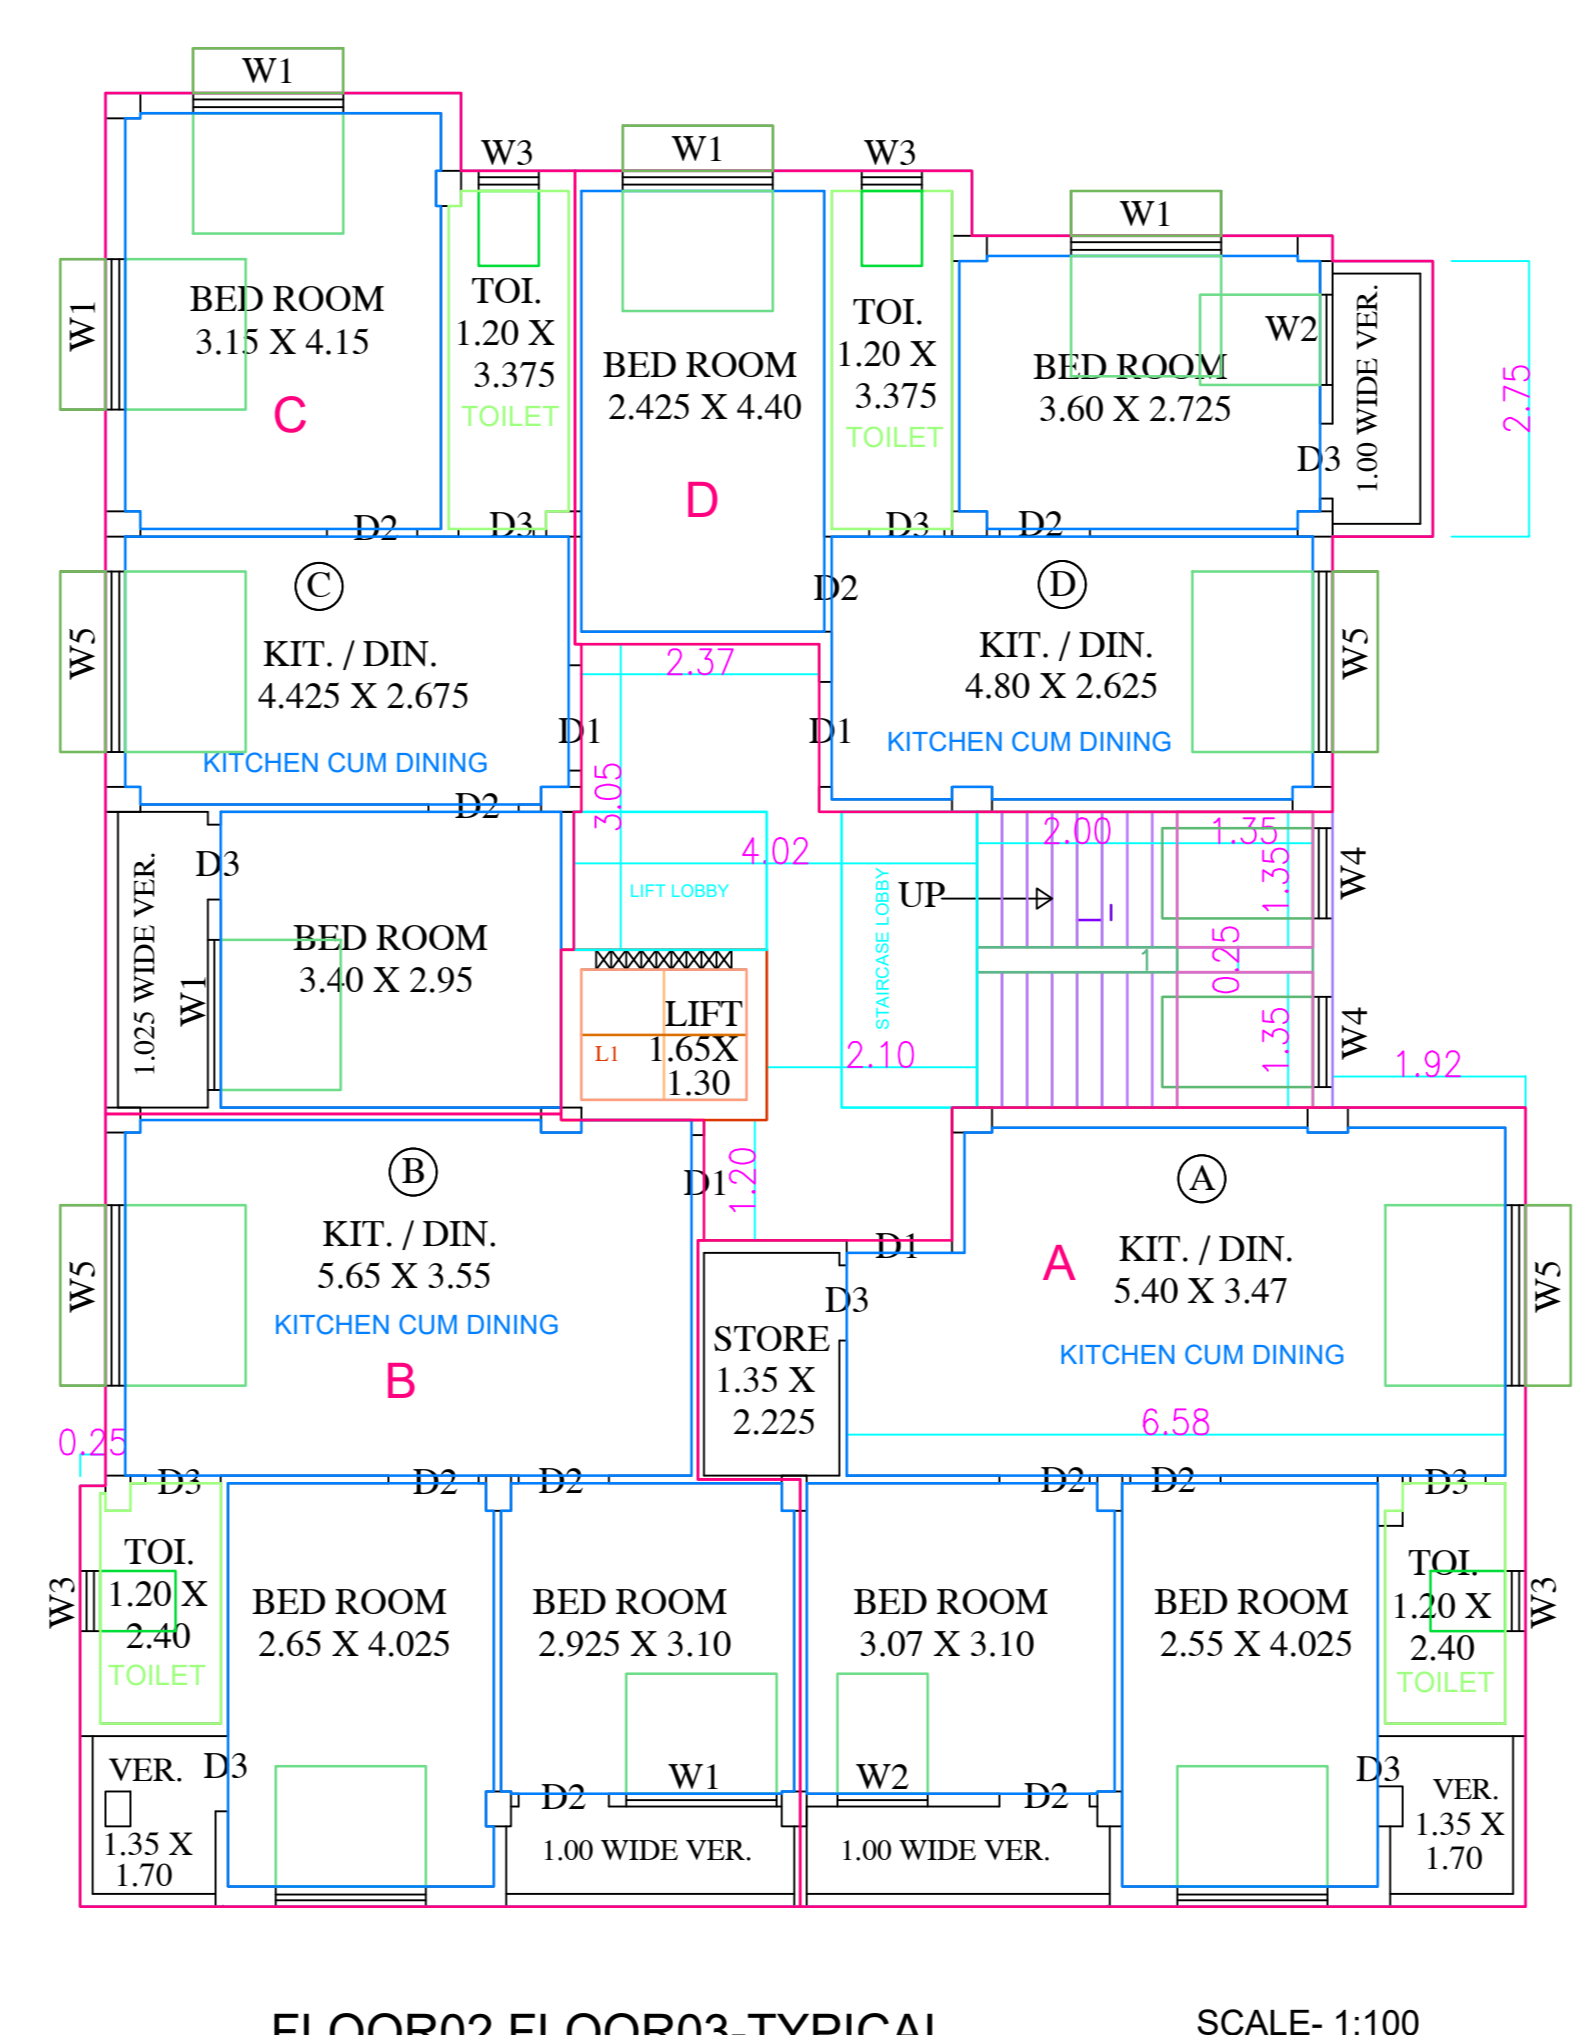 W1
W3
W1
W3
W1
W1
BED ROOM
3.15 X 4.15
C
TOI.
1.20 X
3.375
TOILET
BED ROOM
2.425 X 4.40
D
TOI.
1.20 X
3.375
TOILET
W2
BED ROOM
3.60 X 2.725
D3
1.00 WIDE VER.
2.75
D2
D3
D3
D2
C
D2
D
W5
KIT. / DIN.
4.425 X 2.675
KITCHEN CUM DINING
D1
2.37
D1
KIT. / DIN.
4.80 X 2.625
KITCHEN CUM DINING
W5
3.05
D2
4.02
2.00
1.35
D3
1.025 WIDE VER.
LIFT LOBBY
STAIRCASE LOBBY
UP
1.35
W4
BED ROOM
3.40 X 2.95
W1
1
0.25
LIFT
1.65X
1.30
L1
2.10
1.35
W4
1.92
B
D1
1.20
A
W5
KIT. / DIN.
5.65 X 3.55
KITCHEN CUM DINING
B
D1
A
KIT. / DIN.
5.40 X 3.47
KITCHEN CUM DINING
W5
D3
STORE
1.35 X
2.225
6.58
0.25
D3
D2
D2
D2
D2
D3
W3
TOI.
1.20 X
2.40
TOILET
BED ROOM
2.65 X 4.025
BED ROOM
2.925 X 3.10
BED ROOM
3.07 X 3.10
BED ROOM
2.55 X 4.025
TOI.
1.20 X
2.40
TOILET
W3
VER.
1.35 X
1.70
D3
D2
W1
W2
D2
D3
VER.
1.35 X
1.70
1.00 WIDE VER.
1.00 WIDE VER.
FLOOR02,FLOOR03-TYPICAL
SCALE- 1:100